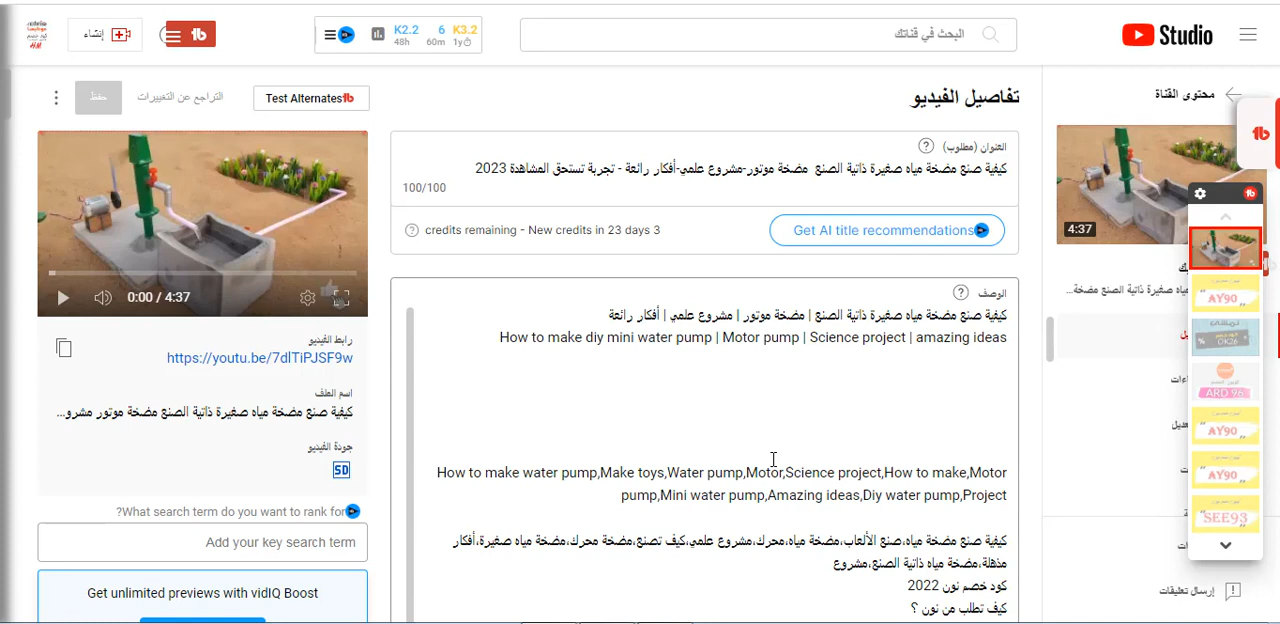 إنشاء
K2.2 6 K3.2
48h 60m 1y
البحث في قناتك
Studio
حفظ
التراجع عن التغييرات
Test Alternates
تفاصيل الفيديو
محتوى القناة
العنوان (مطلوب)
كيفية صنع مضخة مياه صغيرة ذاتية الصنع مضخة موتور-مشروع علمي-أفكار رائعة - تجربة تستحق المشاهدة 2023
100/100
credits remaining - New credits in 23 days 3
Get AI title recommendations
4:37
0:00 / 4:37
الوصف
كيفية صنع مضخة مياه صغيرة ذاتية الصنع | مضخة موتور | مشروع علمي | أفكار رائعة
How to make diy mini water pump | Motor pump | Science project | amazing ideas
How to make water pump,Make toys,Water pump,Motor,Science project,How to make,Motor
pump,Mini water pump,Amazing ideas,Diy water pump,Project
كيفية صنع مضخة مياه،صنع الألعاب،مضخة مياه،محرك،مشروع علمي،كيف تصنع،مضخة محرك،مضخة مياه صغيرة،أفكار
مذهلة،مضخة مياه ذاتية الصنع،مشروع
كود خصم نون 2022
كيف تطلب من نون ؟
رابط الفيديو
https://youtu.be/7dlTiPJSF9w
اسم الملف
كيفية صنع مضخة مياه صغيرة ذاتية الصنع مضخة موتور مشرو...
جودة الفيديو
SD
?What search term do you want to rank for
Add your key search term
Get unlimited previews with vidIQ Boost
مياه صغيرة ذاتية الصنع مضخة...
AY90
OK26
ARD 96
AY90
AY90
SEE93
إرسال تعليقات